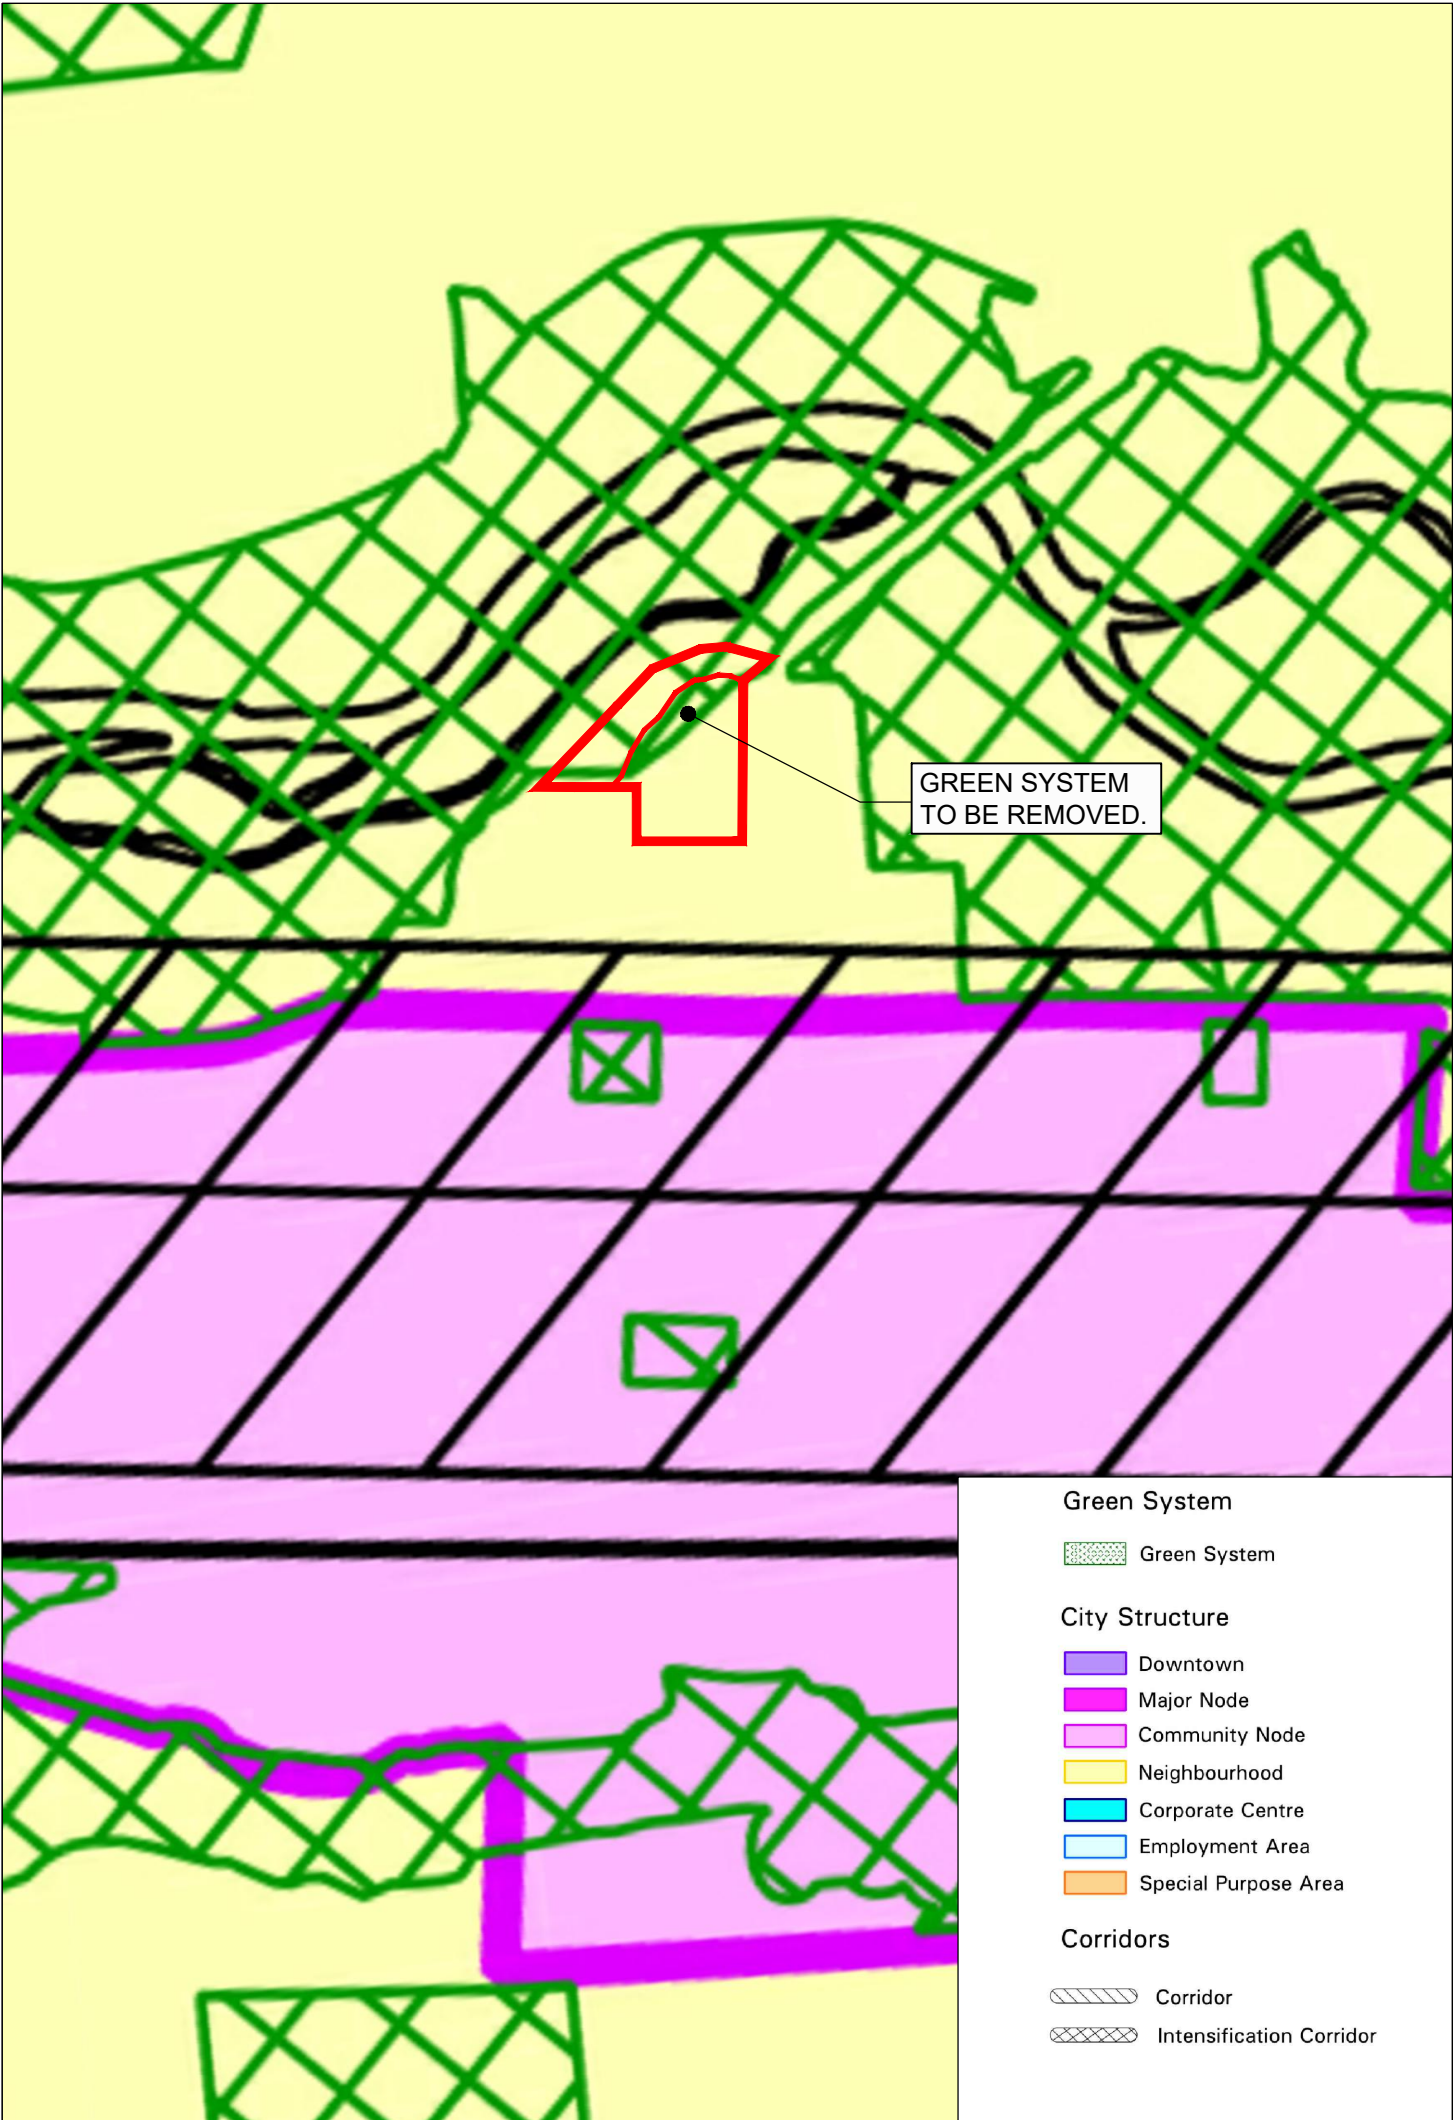 GREEN SYSTEM
TO BE REMOVED.
Green System
Green System
City Structure
Downtown
Major Node
Community Node
Neighbourhood
Corporate Centre
Employment Area
Special Purpose Area
Corridors
Corridor
Intensification Corridor